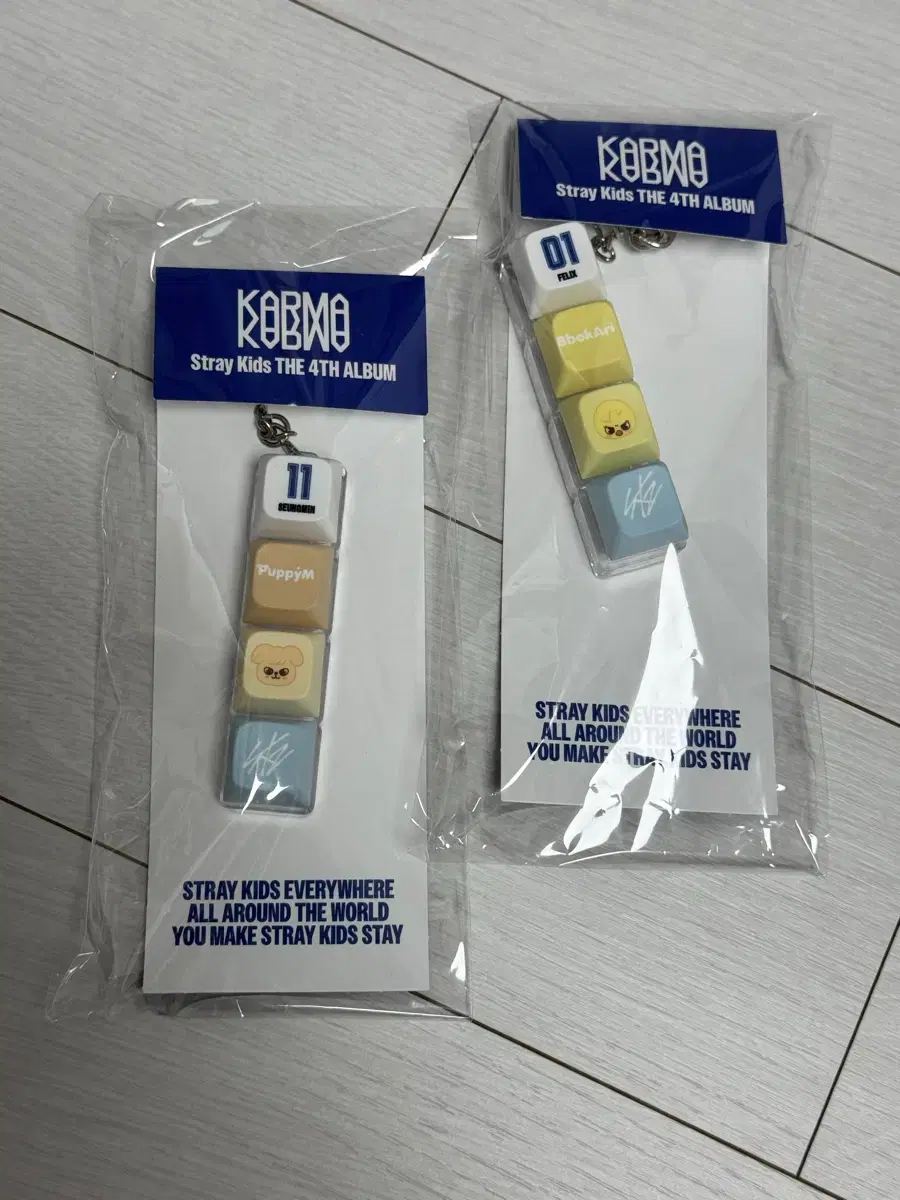 KARMA
Stray Kids THE 4TH ALBUM
11
SEUNGMIN
PuppyM
SKZ
STRAY KIDS EVERYWHERE
ALL AROUND THE WORLD
YOU MAKE STRAY KIDS STAY
KARMA
Stray Kids THE 4TH ALBUM
01
FELIX
BbokAri
SKZ
STRAY KIDS EVERYWHERE
ALL AROUND THE WORLD
YOU MAKE STRAY KIDS STAY